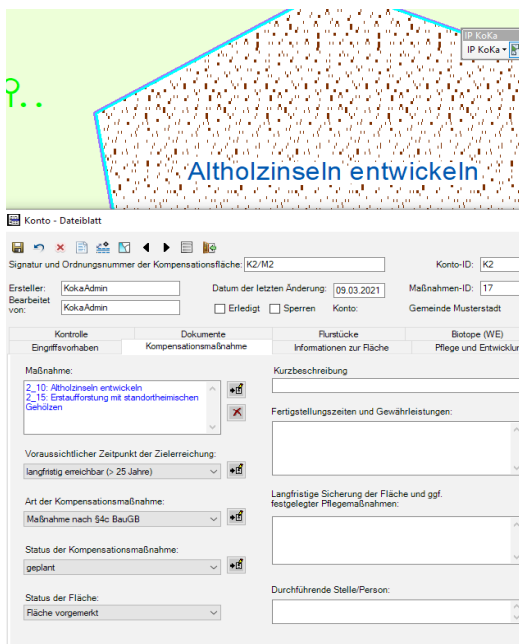 IP KoKa
IP KoKa
Altholzinseln entwickeln
Konto - Dateiblatt
Signatur und Ordnungsnummer der Kompensationsfläche: K2/M2 Konto-ID: K2
Ersteller: KokaAdmin Datum der letzten Änderung: 09.03.2021 Maßnahmen-ID: 17
Bearbeitet von: KokaAdmin Erledigt Sperren Konto: Gemeinde Musterstadt
Kontrolle Dokumente Flurstücke Biotope (WE)
Eingriffsvorhaben Kompensationsmaßnahme Informationen zur Fläche Pflege und Entwicklun
Maßnahme: Kurzbeschreibung
2_10: Altholzinseln entwickeln
2_15: Erstaufforstung mit standortheimischen
Gehölzen
Fertigstellungszeiten und Gewährleistungen:
Voraussichtlicher Zeitpunkt der Zielerreichung:
langfristig erreichbar (> 25 Jahre)
Langfristige Sicherung der Fläche und ggf.
festgelegter Pflegemaßnahmen:
Art der Kompensationsmaßnahme:
Maßnahme nach §4c BauGB
Status der Kompensationsmaßnahme:
geplant
Status der Fläche: Durchführende Stelle/Person:
Fläche vorgemerkt